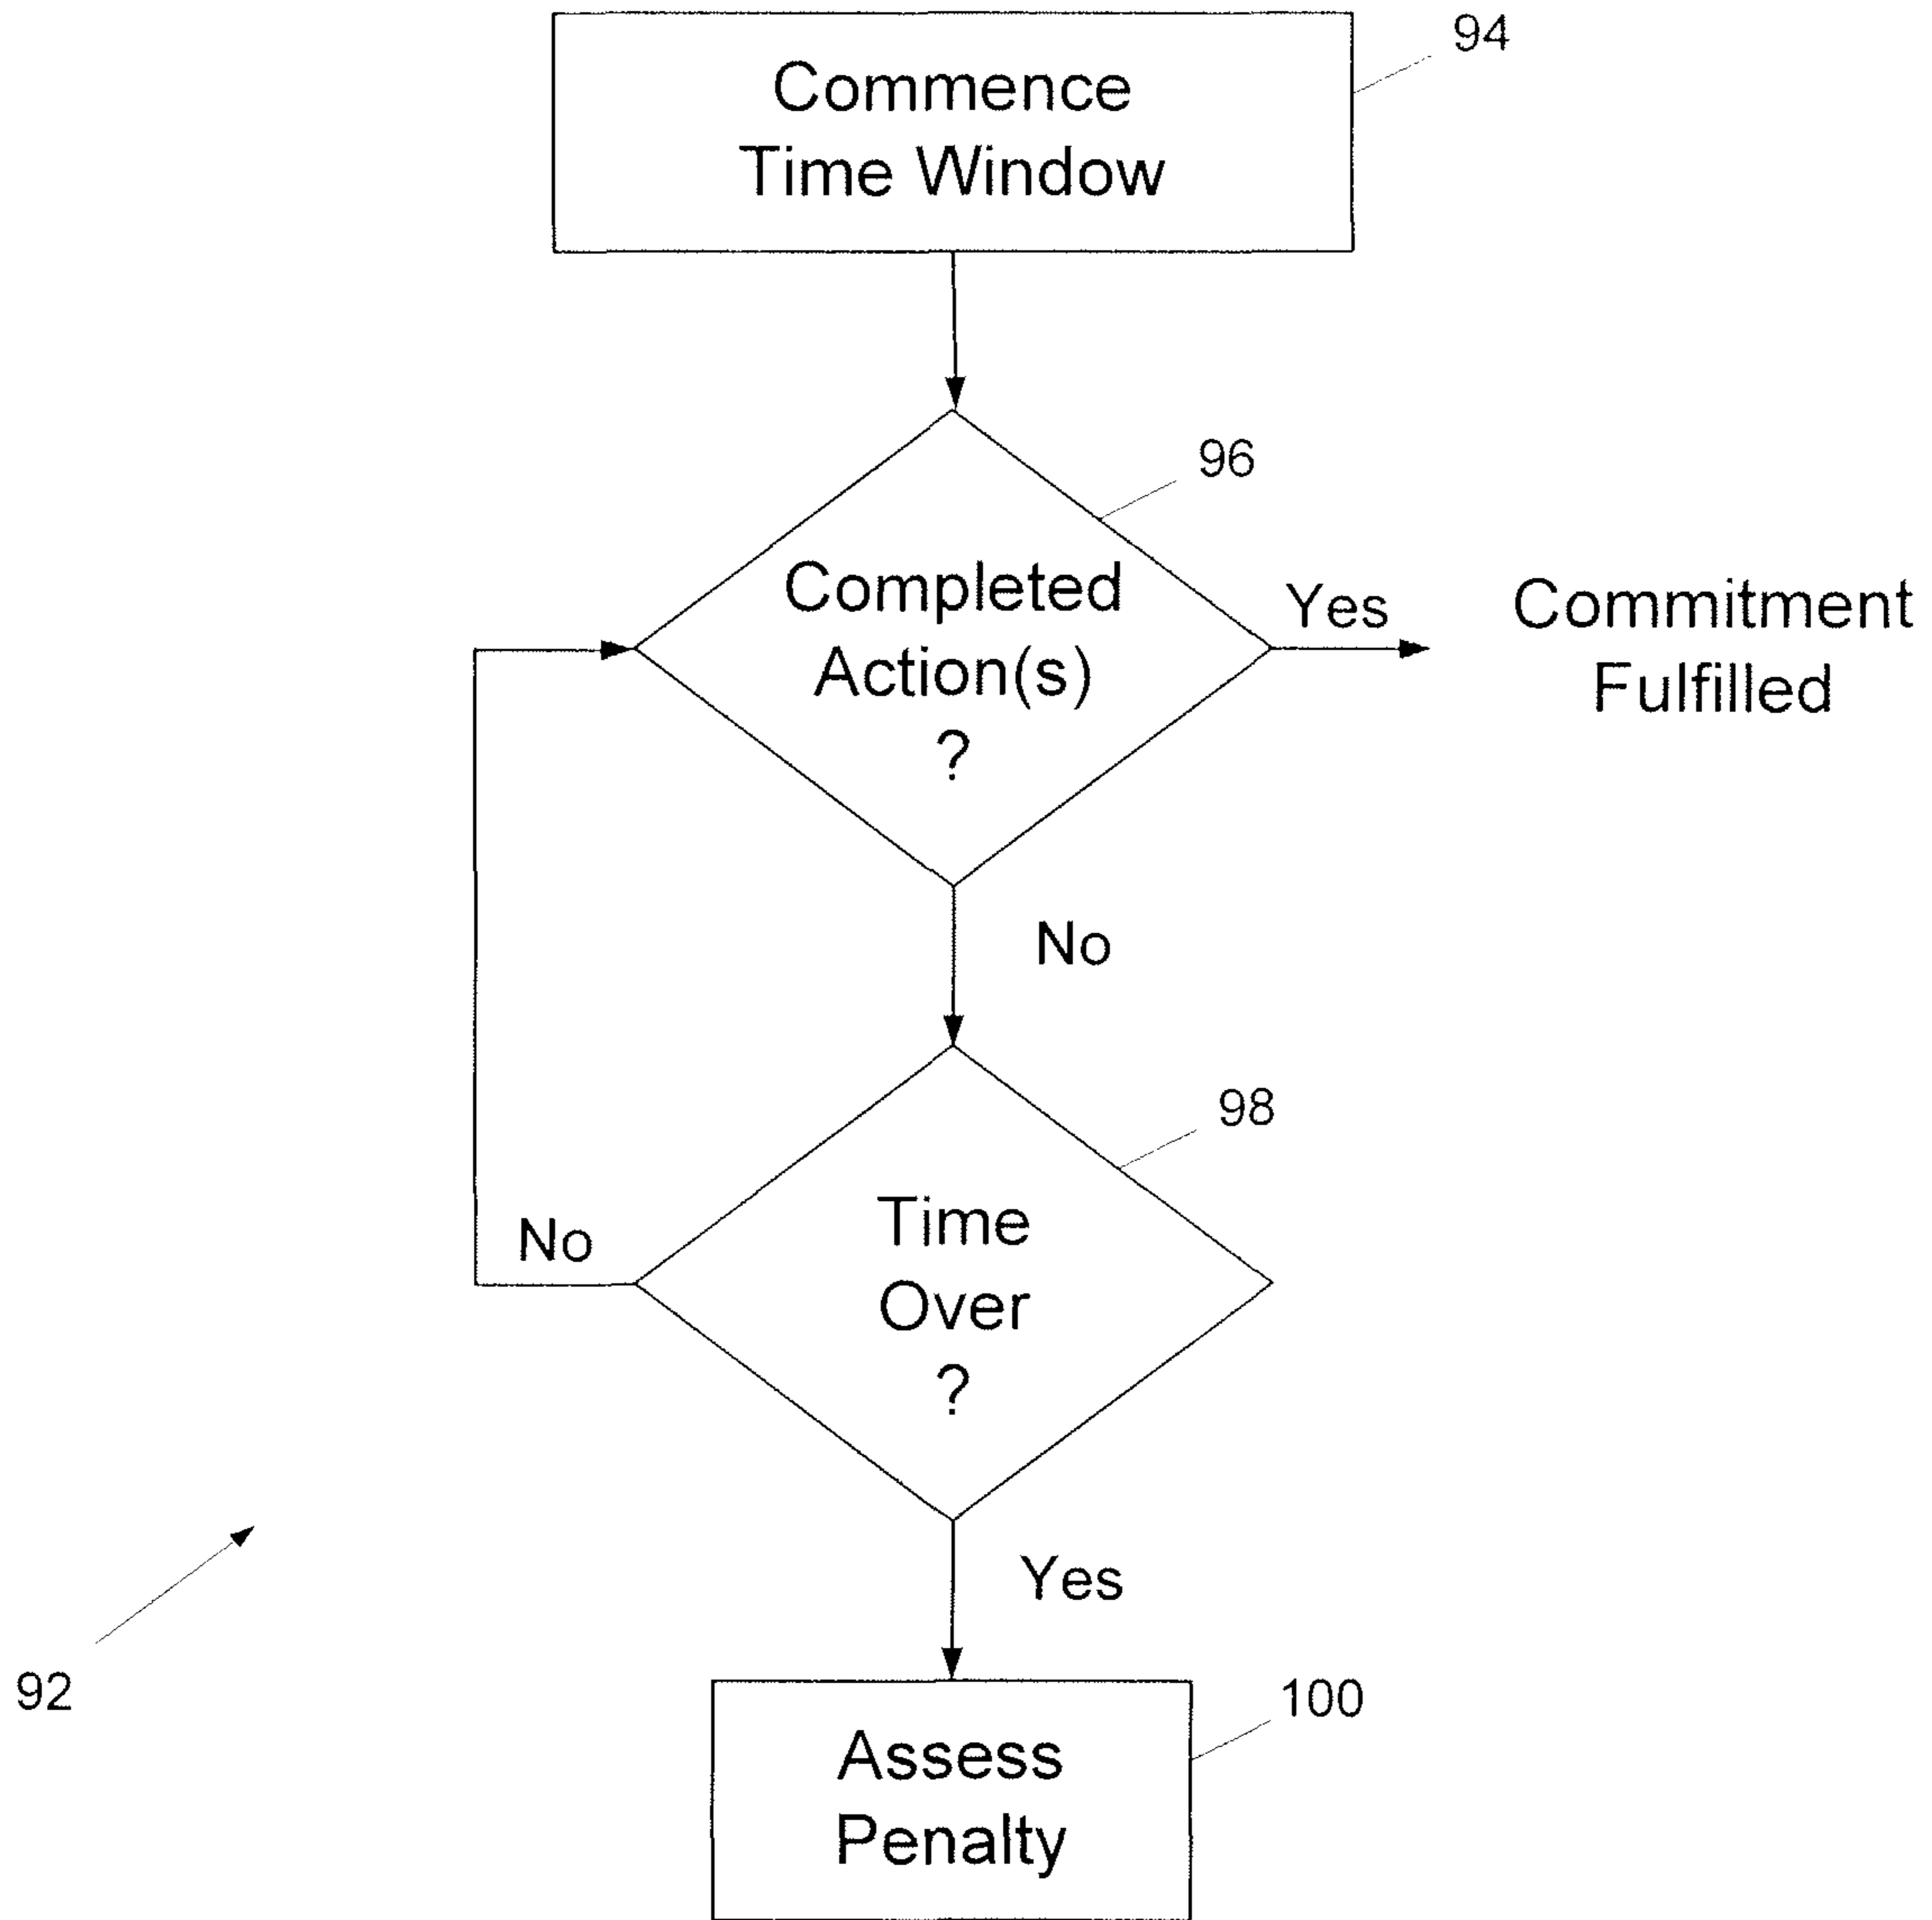 94
Commence
Time Window
96
Completed
Action(s)
?
Yes
Commitment
Fulfilled
No
98
Time
Over
?
No
Yes
92
100
Assess
Penalty